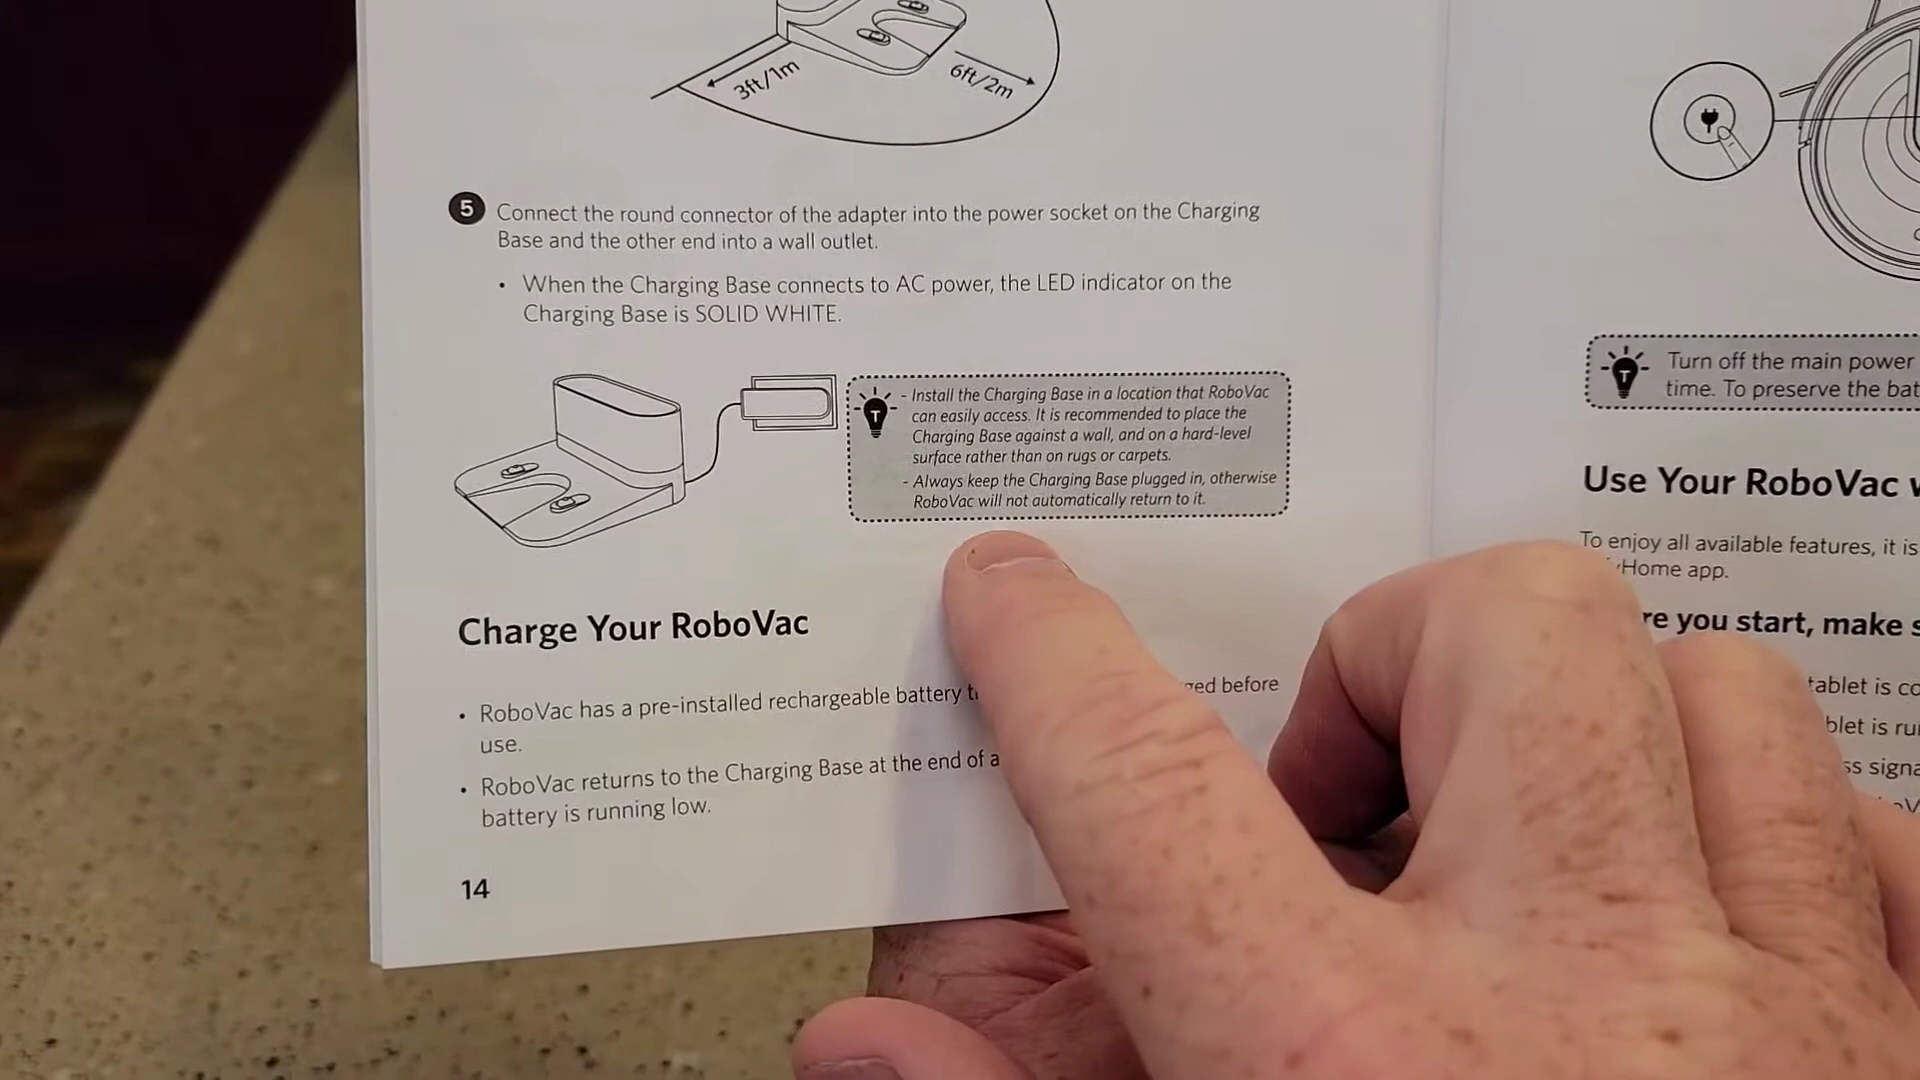 3ft/1m
6ft/2m
5 Connect the round connector of the adapter into the power socket on the Charging
Base and the other end into a wall outlet.
• When the Charging Base connects to AC power, the LED indicator on the
Charging Base is SOLID WHITE.
T
- Install the Charging Base in a location that RoboVac
can easily access. It is recommended to place the
Charging Base against a wall, and on a hard-level
surface rather than on rugs or carpets.
- Always keep the Charging Base plugged in, otherwise
RoboVac will not automatically return to it.
Charge Your RoboVac
• RoboVac has a pre-installed rechargeable battery before
use.
• RoboVac returns to the Charging Base at the end of a
battery is running low.
14
T
Turn off the main power
time. To preserve the
Use Your RoboVac
To enjoy all available features, it is
Home app.
you start, make
tablet is
is